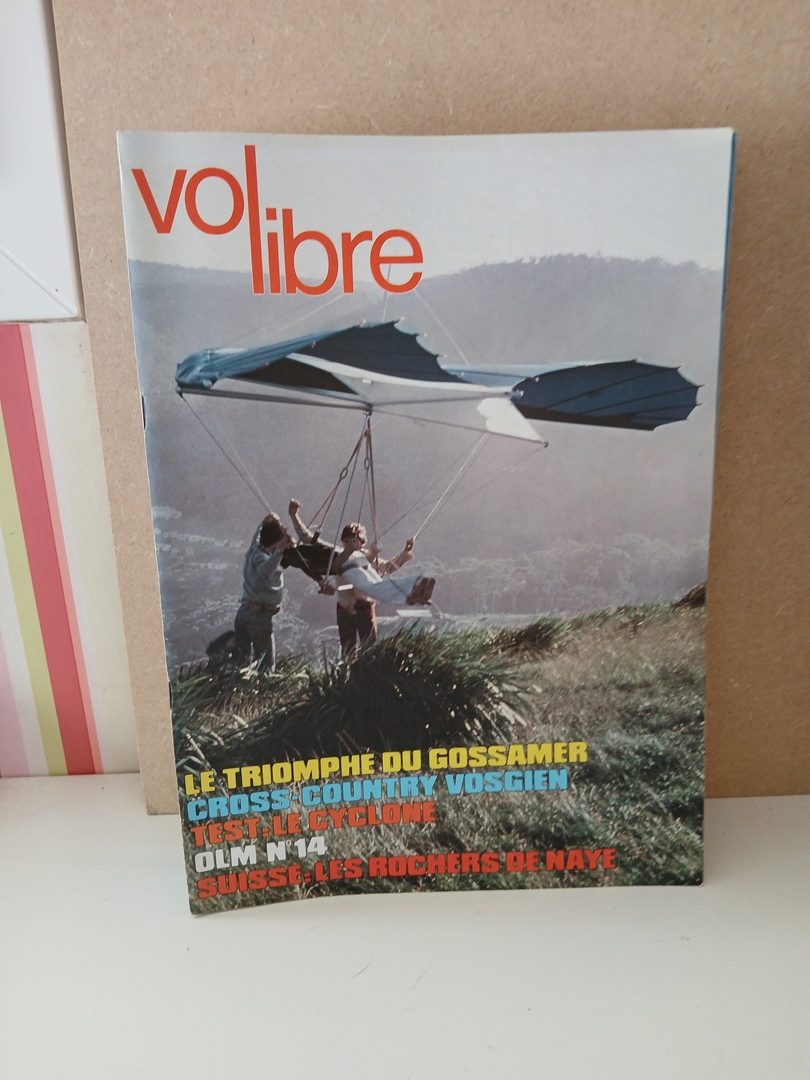 vol
libre
LE TRIOMPHE DU GOSSAMER
CROSS-COUNTRY VOSGIEN
TEST: LE CYCLONE
OLM N°14
SUISSE: LES ROCHERS DE NAYE